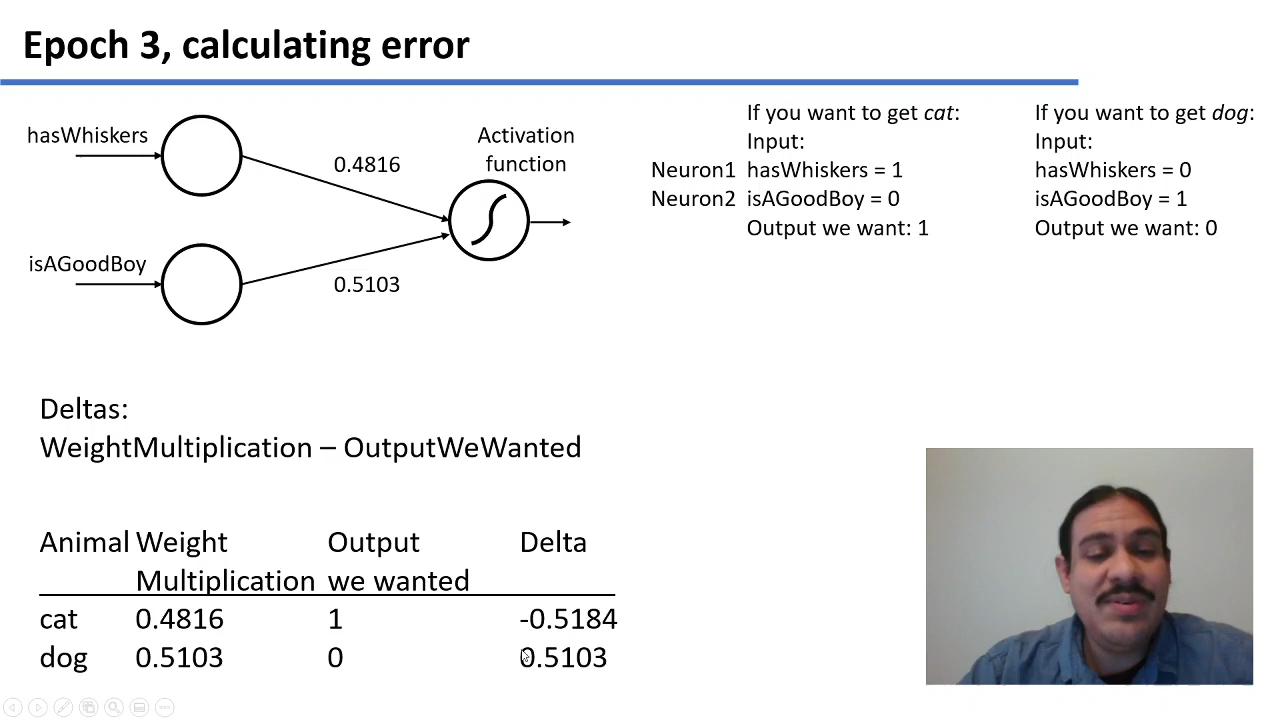 Epoch 3, calculating error
hasWhiskers
0.4816
Activation
function
isAGoodBoy
0.5103
If you want to get cat:
Input:
Neuron1 hasWhiskers = 1
Neuron2 isAGoodBoy = 0
Output we want: 1
If you want to get dog:
Input:
hasWhiskers = 0
isAGoodBoy = 1
Output we want: 0
Deltas:
WeightMultiplication – OutputWeWanted
Animal Weight Output Delta
Multiplication we wanted
cat 0.4816 1 -0.5184
dog 0.5103 0 0.5103